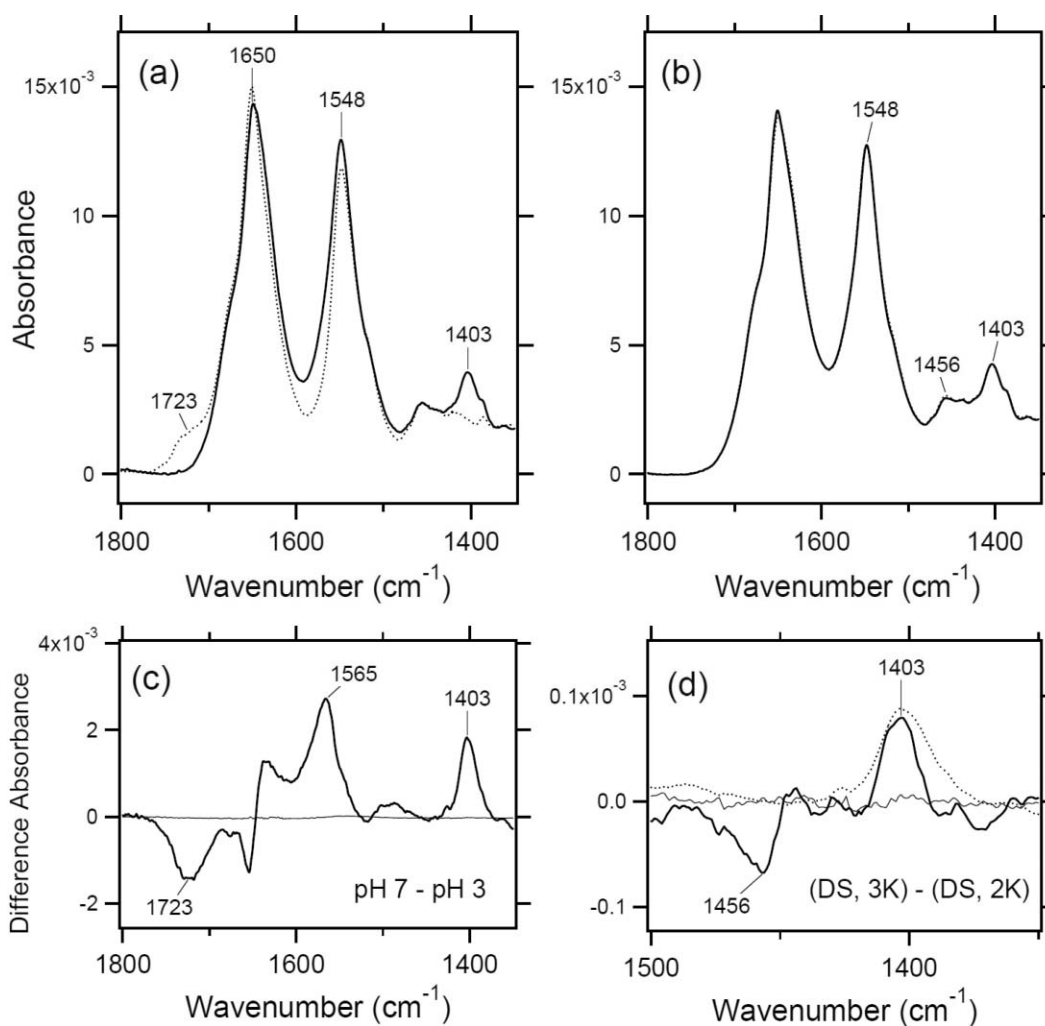 (a)
1650
1548
1723
1403
15x10-3
10
5
0
Absorbance
1800 1600 1400
Wavenumber (cm-1)
(b)
1548
1456
1403
15x10-3
10
5
0
1800 1600 1400
Wavenumber (cm-1)
(c)
1565
1403
1723
pH 7 - pH 3
4x10-3
2
0
-2
Difference Absorbance
1800 1600 1400
Wavenumber (cm-1)
(d)
1403
1456
(DS, 3K) - (DS, 2K)
0.1x10-3
0.0
-0.1
1500 1400
Wavenumber (cm-1)